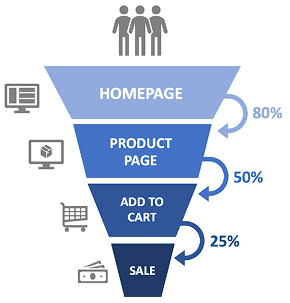 HOMEPAGE
80%
PRODUCT
PAGE
50%
ADD TO
CART
25%
SALE